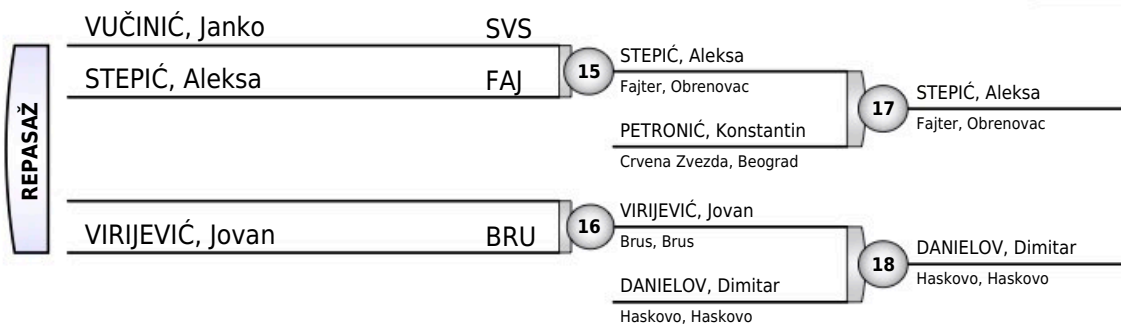 REPASAŽ
VUČINIĆ, Janko SVS
STEPIĆ, Aleksa FAJ
15
STEPIĆ, Aleksa
Fajter, Obrenovac
PETRONIĆ, Konstantin
Crvena Zvezda, Beograd
17
STEPIĆ, Aleksa
Fajter, Obrenovac
VIRIJEVIĆ, Jovan BRU
16
VIRIJEVIĆ, Jovan
Brus, Brus
DANIELOV, Dimitar
Haskovo, Haskovo
18
DANIELOV, Dimitar
Haskovo, Haskovo